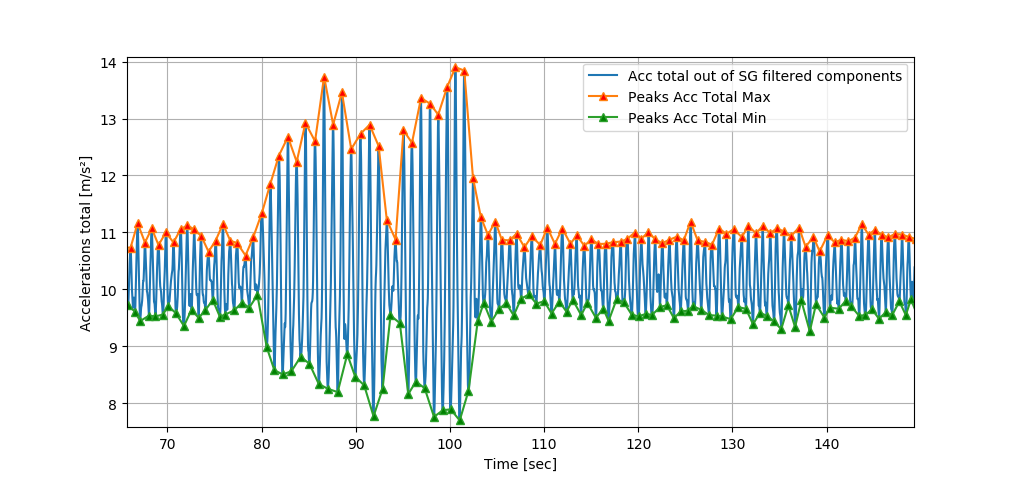 14
13
12
11
10
9
8
Accelerations total [m/s²]
Acc total out of SG filtered components
Peaks Acc Total Max
Peaks Acc Total Min
70 80 90 100 110 120 130 140
Time [sec]